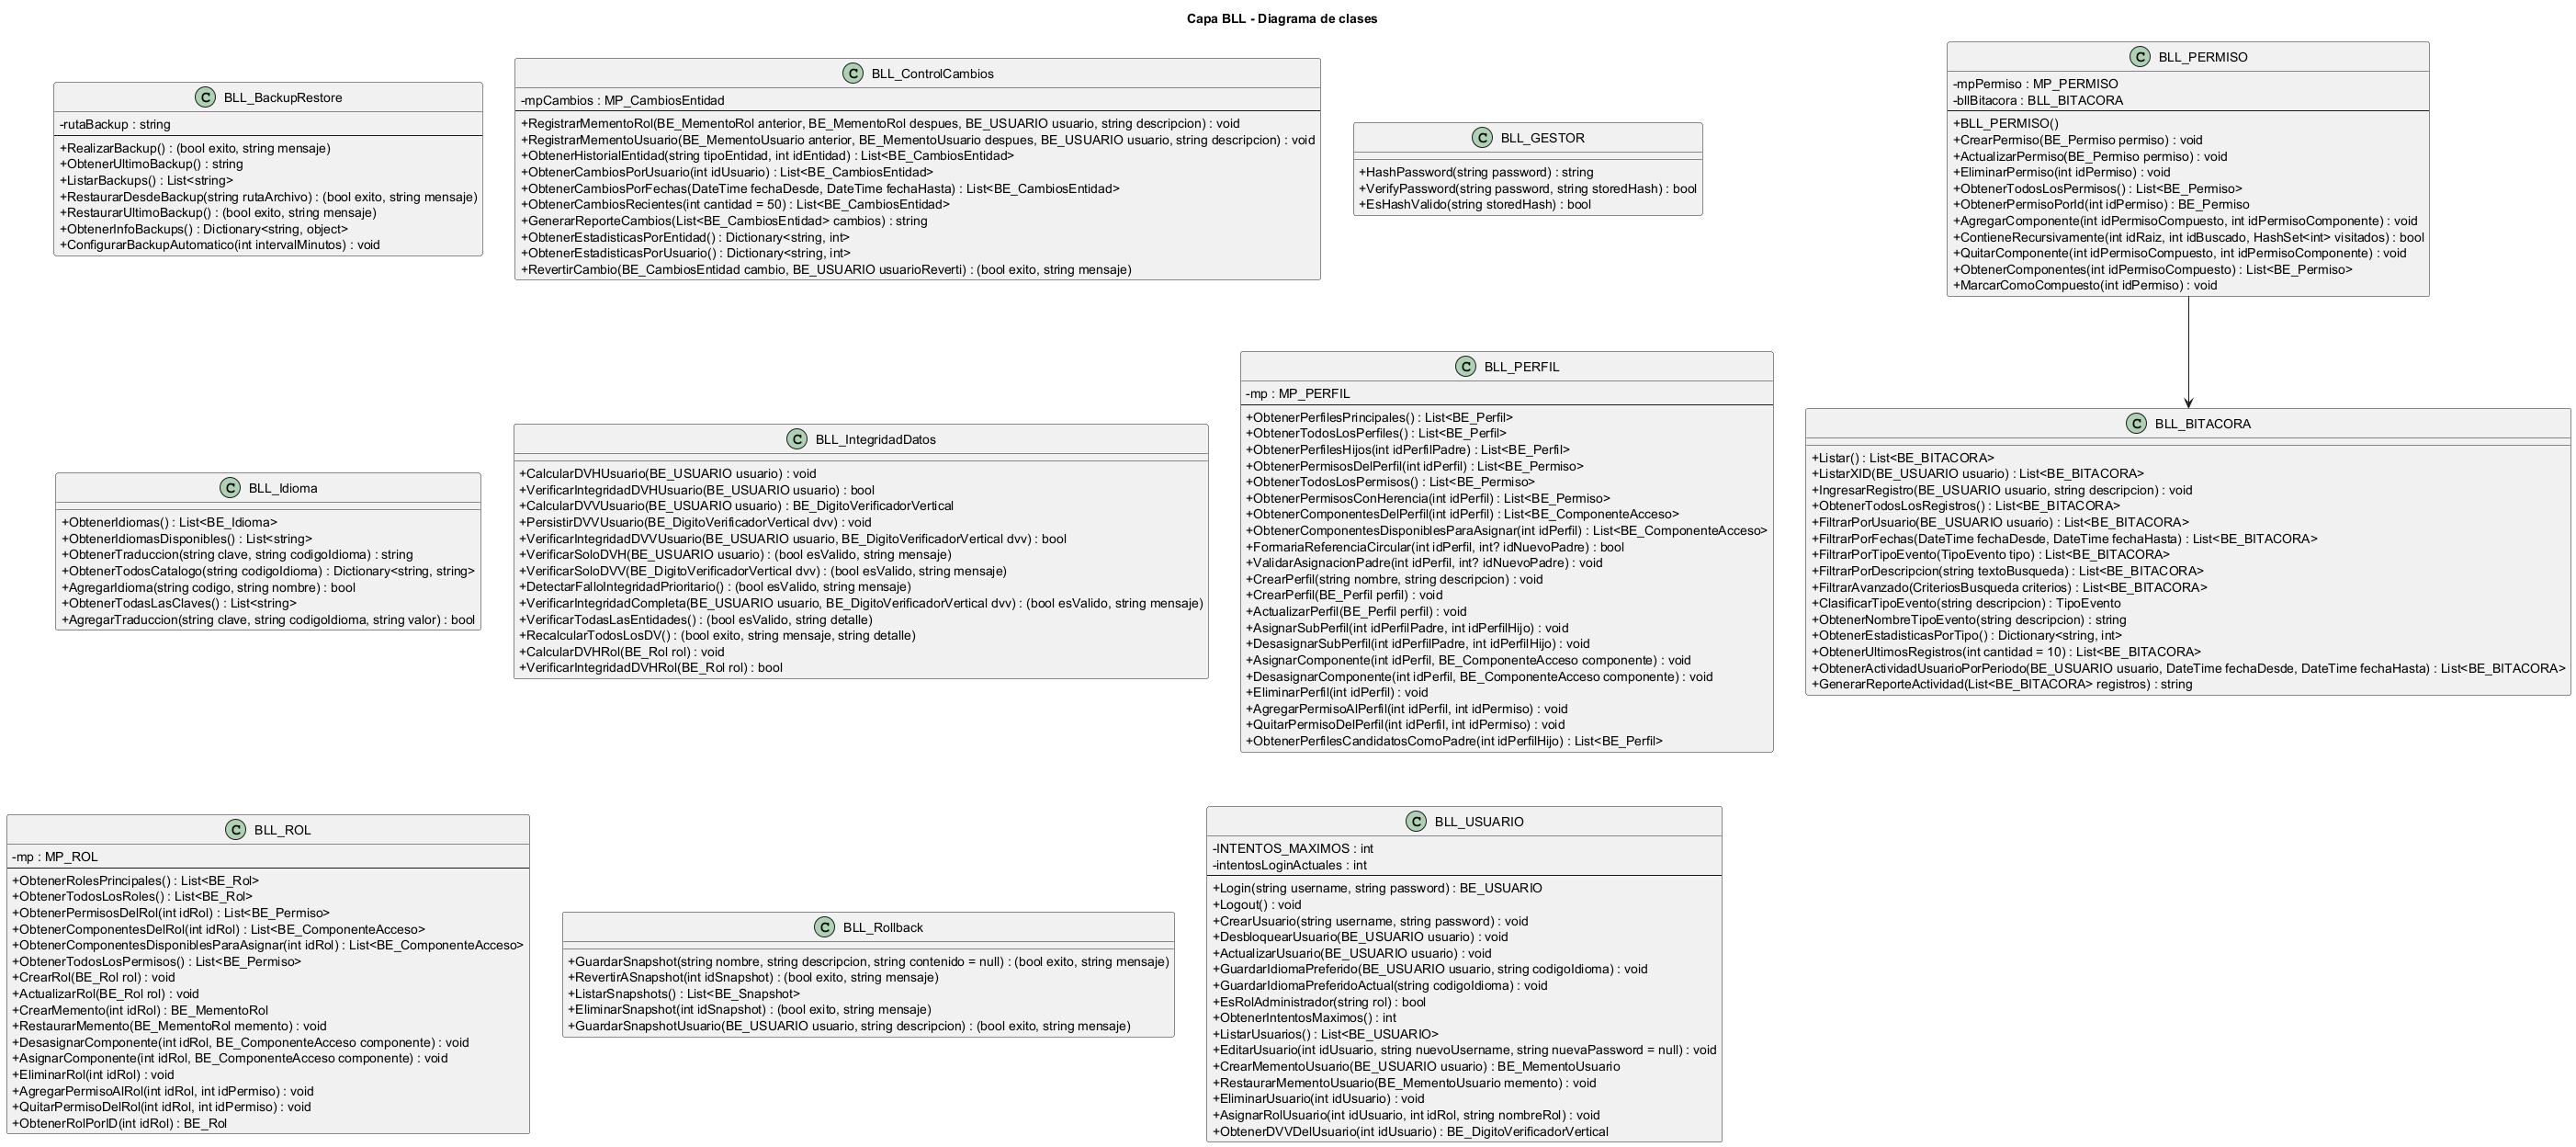 Capa BLL - Diagrama de clases
BLL_BackupRestore
-rutaBackup : string
+RealizarBackup() : (bool exito, string mensaje)
+ObtenerUltimoBackup() : string
+ListarBackups() : List<string>
+RestaurarDesdeBackup(string rutaArchivo) : (bool exito, string mensaje)
+RestaurarUltimoBackup() : (bool exito, string mensaje)
+ObtenerInfoBackups() : Dictionary<string, object>
+ConfigurarBackupAutomatico(int intervalMinutos) : void
BLL_ControlCambios
-mpCambios : MP_CambiosEntidad
+RegistrarMementoRol(BE_MementoRol anterior, BE_MementoRol despues, BE_USUARIO usuario, string descripcion) : void
+RegistrarMementoUsuario(BE_MementoUsuario anterior, BE_MementoUsuario despues, BE_USUARIO usuario, string descripcion) : void
+ObtenerHistorialEntidad(string tipoEntidad, int idEntidad) : List<BE_CambiosEntidad>
+ObtenerCambiosPorUsuario(int idUsuario) : List<BE_CambiosEntidad>
+ObtenerCambiosPorFechas(DateTime fechaDesde, DateTime fechaHasta) : List<BE_CambiosEntidad>
+ObtenerCambiosRecientes(int cantidad = 50) : List<BE_CambiosEntidad>
+GenerarReporteCambios(List<BE_CambiosEntidad> cambios) : string
+ObtenerEstadisticasPorEntidad() : Dictionary<string, int>
+ObtenerEstadisticasPorUsuario() : Dictionary<string, int>
+RevertirCambio(BE_CambiosEntidad cambio, BE_USUARIO usuarioReverti) : (bool exito, string mensaje)
BLL_GESTOR
+HashPassword(string password) : string
+VerifyPassword(string password, string storedHash) : bool
+EsHashValido(string storedHash) : bool
BLL_PERMISO
-mpPermiso : MP_PERMISO
-bllBitacora : BLL_BITACORA
+BLL_PERMISO()
+CrearPermiso(BE_Permiso permiso) : void
+ActualizarPermiso(BE_Permiso permiso) : void
+EliminarPermiso(int idPermiso) : void
+ObtenerTodosLosPermisos() : List<BE_Permiso>
+ObtenerPermisoPorId(int idPermiso) : BE_Permiso
+AgregarComponente(int idPermisoCompuesto, int idPermisoComponente) : void
+ContieneRecursivamente(int idRaiz, int idBuscado, HashSet<int> visitados) : bool
+QuitarComponente(int idPermisoCompuesto, int idPermisoComponente) : void
+ObtenerComponentes(int idPermisoCompuesto) : List<BE_Permiso>
+MarcarComoCompuesto(int idPermiso) : void
BLL_Idioma
+ObtenerIdiomas() : List<BE_Idioma>
+ObtenerIdiomasDisponibles() : List<string>
+ObtenerTraduccion(string clave, string codigoIdioma) : string
+ObtenerTodosCatalogo(string codigoIdioma) : Dictionary<string, string>
+AgregarIdioma(string codigo, string nombre) : bool
+ObtenerTodasLasClaves() : List<string>
+AgregarTraduccion(string clave, string codigoIdioma, string valor) : bool
BLL_IntegridadDatos
+CalcularDVHUsuario(BE_USUARIO usuario) : void
+VerificarIntegridadDVHUsuario(BE_USUARIO usuario) : bool
+CalcularDVVUsuario(BE_USUARIO usuario) : BE_DigitoVerificadorVertical
+PersistirDVVUsuario(BE_DigitoVerificadorVertical dvv) : void
+VerificarIntegridadDVVUsuario(BE_USUARIO usuario, BE_DigitoVerificadorVertical dvv) : bool
+VerificarSoloDVH(BE_USUARIO usuario) : (bool esValido, string mensaje)
+VerificarSoloDVV(BE_DigitoVerificadorVertical dvv) : (bool esValido, string mensaje)
+DetectarFalloIntegridadPrioritario() : (bool esValido, string mensaje)
+VerificarIntegridadCompleta(BE_USUARIO usuario, BE_DigitoVerificadorVertical dvv) : (bool esValido, string mensaje)
+VerificarTodasLasEntidades() : (bool esValido, string detalle)
+RecalcularTodosLosDV() : (bool exito, string mensaje, string detalle)
+CalcularDVHRol(BE_Rol rol) : void
+VerificarIntegridadDVHRol(BE_Rol rol) : bool
BLL_PERFIL
-mp : MP_PERFIL
+ObtenerPerfilesPrincipales() : List<BE_Perfil>
+ObtenerTodosLosPerfiles() : List<BE_Perfil>
+ObtenerPerfilesHijos(int idPerfilPadre) : List<BE_Perfil>
+ObtenerPermisosDelPerfil(int idPerfil) : List<BE_Permiso>
+ObtenerTodosLosPermisos() : List<BE_Permiso>
+ObtenerPermisosConHerencia(int idPerfil) : List<BE_Permiso>
+ObtenerComponentesDelPerfil(int idPerfil) : List<BE_ComponenteAcceso>
+ObtenerComponentesDisponiblesParaAsignar(int idPerfil) : List<BE_ComponenteAcceso>
+FormariaReferenciaCircular(int idPerfil, int? idNuevoPadre) : bool
+ValidarAsignacionPadre(int idPerfil, int? idNuevoPadre) : void
+CrearPerfil(string nombre, string descripcion) : void
+CrearPerfil(BE_Perfil perfil) : void
+ActualizarPerfil(BE_Perfil perfil) : void
+AsignarSubPerfil(int idPerfilPadre, int idPerfilHijo) : void
+DesasignarSubPerfil(int idPerfilPadre, int idPerfilHijo) : void
+AsignarComponente(int idPerfil, BE_ComponenteAcceso componente) : void
+DesasignarComponente(int idPerfil, BE_ComponenteAcceso componente) : void
+EliminarPerfil(int idPerfil) : void
+AgregarPermisoAlPerfil(int idPerfil, int idPermiso) : void
+QuitarPermisoDelPerfil(int idPerfil, int idPermiso) : void
+ObtenerPerfilesCandidatosComoPadre(int idPerfilHijo) : List<BE_Perfil>
BLL_BITACORA
+Listar() : List<BE_BITACORA>
+ListarXID(BE_USUARIO usuario) : List<BE_BITACORA>
+IngresarRegistro(BE_USUARIO usuario, string descripcion) : void
+ObtenerTodosLosRegistros() : List<BE_BITACORA>
+FiltrarPorUsuario(BE_USUARIO usuario) : List<BE_BITACORA>
+FiltrarPorFechas(DateTime fechaDesde, DateTime fechaHasta) : List<BE_BITACORA>
+FiltrarPorTipoEvento(TipoEvento tipo) : List<BE_BITACORA>
+FiltrarPorDescripcion(string textoBusqueda) : List<BE_BITACORA>
+FiltrarAvanzado(CriteriosBusqueda criterios) : List<BE_BITACORA>
+ClasificarTipoEvento(string descripcion) : TipoEvento
+ObtenerNombreTipoEvento(string descripcion) : string
+ObtenerEstadisticasPorTipo() : Dictionary<string, int>
+ObtenerUltimosRegistros(int cantidad = 10) : List<BE_BITACORA>
+ObtenerActividadUsuarioPorPeriodo(BE_USUARIO usuario, DateTime fechaDesde, DateTime fechaHasta) : List<BE_BITACORA>
+GenerarReporteActividad(List<BE_BITACORA> registros) : string
BLL_ROL
-mp : MP_ROL
+ObtenerRolesPrincipales() : List<BE_Rol>
+ObtenerTodosLosRoles() : List<BE_Rol>
+ObtenerPermisosDelRol(int idRol) : List<BE_Permiso>
+ObtenerComponentesDelRol(int idRol) : List<BE_ComponenteAcceso>
+ObtenerComponentesDisponiblesParaAsignar(int idRol) : List<BE_ComponenteAcceso>
+ObtenerTodosLosPermisos() : List<BE_Permiso>
+CrearRol(BE_Rol rol) : void
+ActualizarRol(BE_Rol rol) : void
+CrearMemento(int idRol) : BE_MementoRol
+RestaurarMemento(BE_MementoRol memento) : void
+DesasignarComponente(int idRol, BE_ComponenteAcceso componente) : void
+AsignarComponente(int idRol, BE_ComponenteAcceso componente) : void
+EliminarRol(int idRol) : void
+AgregarPermisoAlRol(int idRol, int idPermiso) : void
+QuitarPermisoDelRol(int idRol, int idPermiso) : void
+ObtenerRolPorID(int idRol) : BE_Rol
BLL_Rollback
+GuardarSnapshot(string nombre, string descripcion, string contenido = null) : (bool exito, string mensaje)
+RevertirASnapshot(int idSnapshot) : (bool exito, string mensaje)
+ListarSnapshots() : List<BE_Snapshot>
+EliminarSnapshot(int idSnapshot) : (bool exito, string mensaje)
+GuardarSnapshotUsuario(BE_USUARIO usuario, string descripcion) : (bool exito, string mensaje)
BLL_USUARIO
-INTENTOS_MAXIMOS : int
-intentosLoginActuales : int
+Login(string username, string password) : BE_USUARIO
+Logout() : void
+CrearUsuario(string username, string password) : void
+DesbloquearUsuario(BE_USUARIO usuario) : void
+ActualizarUsuario(BE_USUARIO usuario) : void
+GuardarIdiomaPreferido(BE_USUARIO usuario, string codigoIdioma) : void
+GuardarIdiomaPreferidoActual(string codigoIdioma) : void
+EsRolAdministrador(string rol) : bool
+ObtenerIntentosMaximos() : int
+ListarUsuarios() : List<BE_USUARIO>
+EditarUsuario(int idUsuario, string nuevoUsername, string nuevaPassword = null) : void
+CrearMementoUsuario(BE_USUARIO usuario) : BE_MementoUsuario
+RestaurarMementoUsuario(BE_MementoUsuario memento) : void
+EliminarUsuario(int idUsuario) : void
+AsignarRolUsuario(int idUsuario, int idRol, string nombreRol) : void
+ObtenerDVVDelUsuario(int idUsuario) : BE_DigitoVerificadorVertical